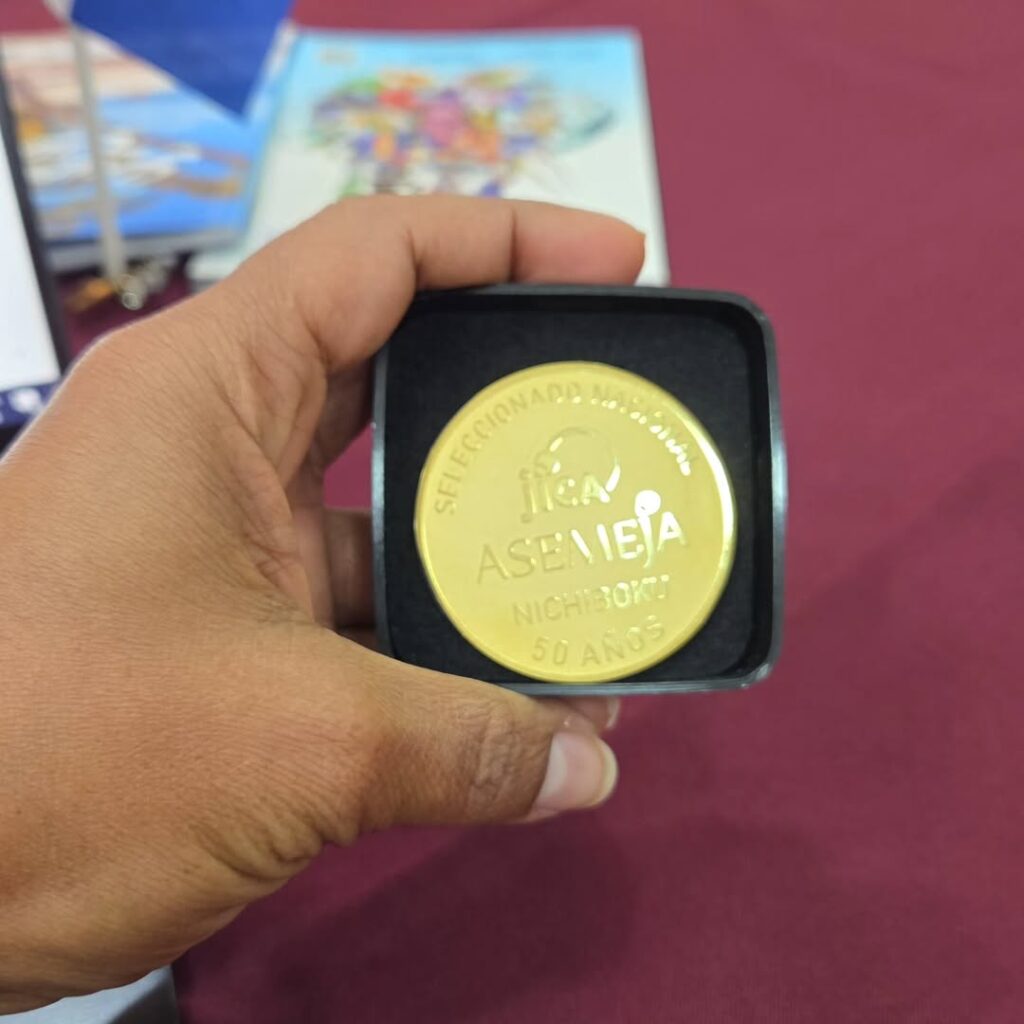 SELECCIONADO NACIONAL
jica
ASEMEJA
NICHIBOKU
50 AÑOS